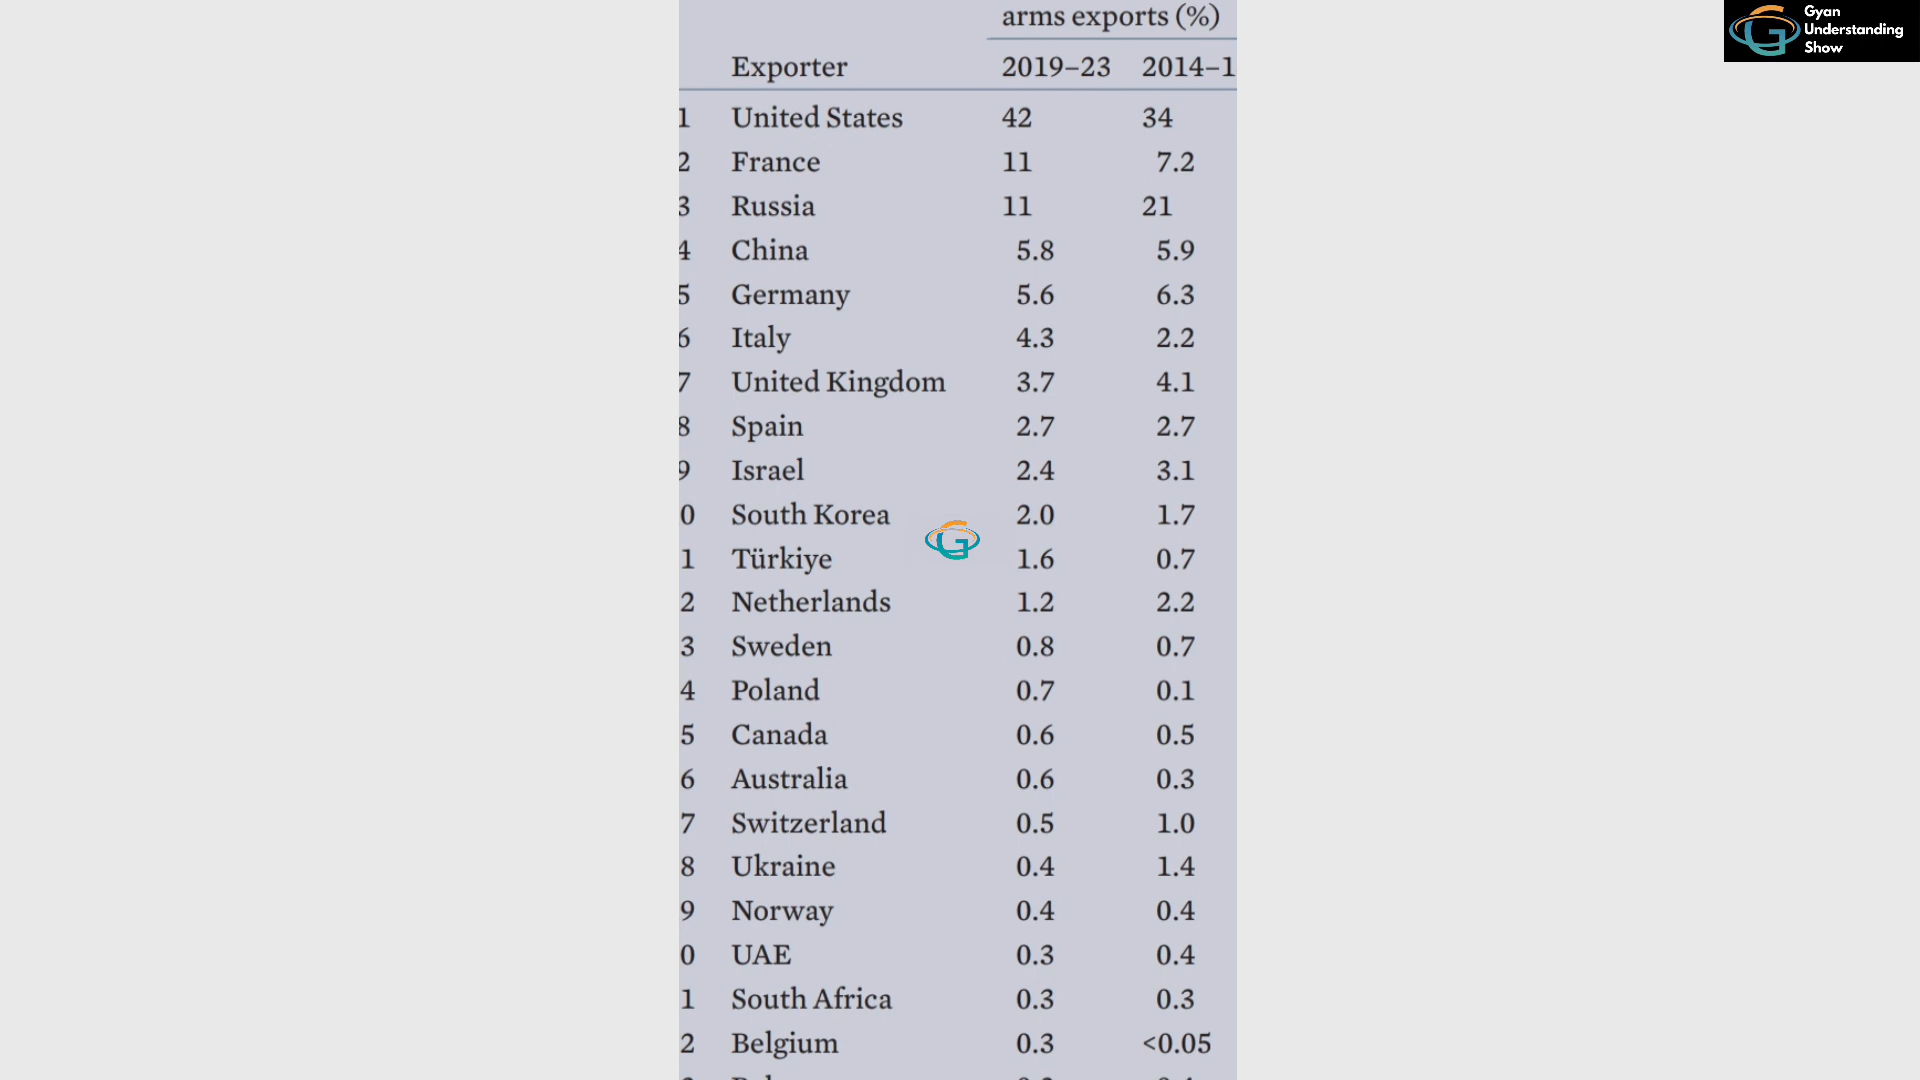 arms exports (%)
Exporter 2019–23 2014–1
1 United States 42 34
2 France 11 7.2
3 Russia 11 21
4 China 5.8 5.9
5 Germany 5.6 6.3
6 Italy 4.3 2.2
7 United Kingdom 3.7 4.1
8 Spain 2.7 2.7
9 Israel 2.4 3.1
0 South Korea 2.0 1.7
1 Türkiye 1.6 0.7
2 Netherlands 1.2 2.2
3 Sweden 0.8 0.7
4 Poland 0.7 0.1
5 Canada 0.6 0.5
6 Australia 0.6 0.3
7 Switzerland 0.5 1.0
8 Ukraine 0.4 1.4
9 Norway 0.4 0.4
0 UAE 0.3 0.4
1 South Africa 0.3 0.3
2 Belgium 0.3 <0.05
Gyan
Understanding
Show